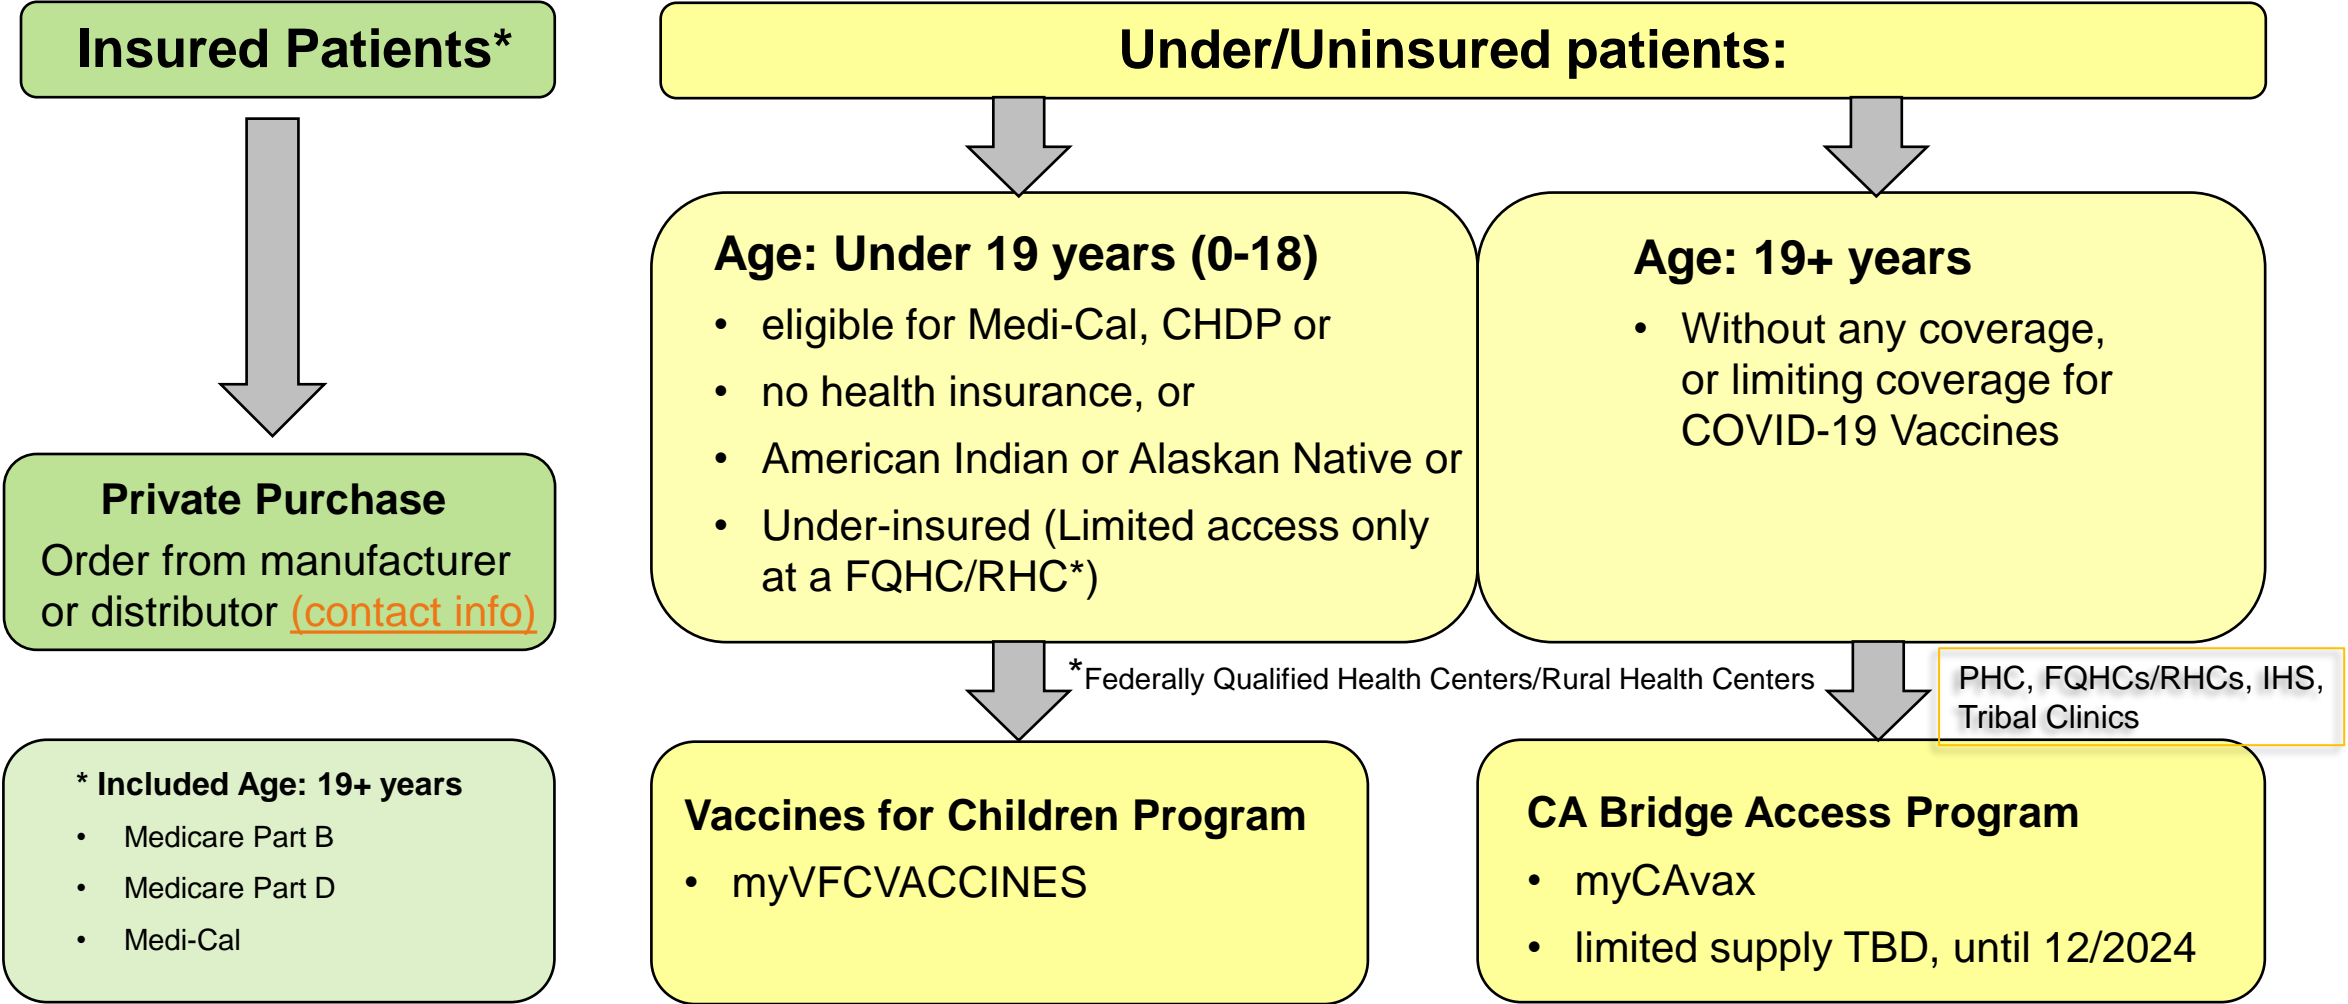 Insured Patients*
Private Purchase
Order from manufacturer
or distributor (contact info)
* Included Age: 19+ years
• Medicare Part B
• Medicare Part D
• Medi-Cal
Under/Uninsured patients:
Age: Under 19 years (0-18)
• eligible for Medi-Cal, CHDP or
• no health insurance, or
• American Indian or Alaskan Native or
• Under-insured (Limited access only
at a FQHC/RHC*)
*Federally Qualified Health Centers/Rural Health Centers
Vaccines for Children Program
• myVFCVACCINES
Age: 19+ years
• Without any coverage,
or limiting coverage for
COVID-19 Vaccines
PHC, FQHCs/RHCs, IHS,
Tribal Clinics
CA Bridge Access Program
• myCAvax
• limited supply TBD, until 12/2024